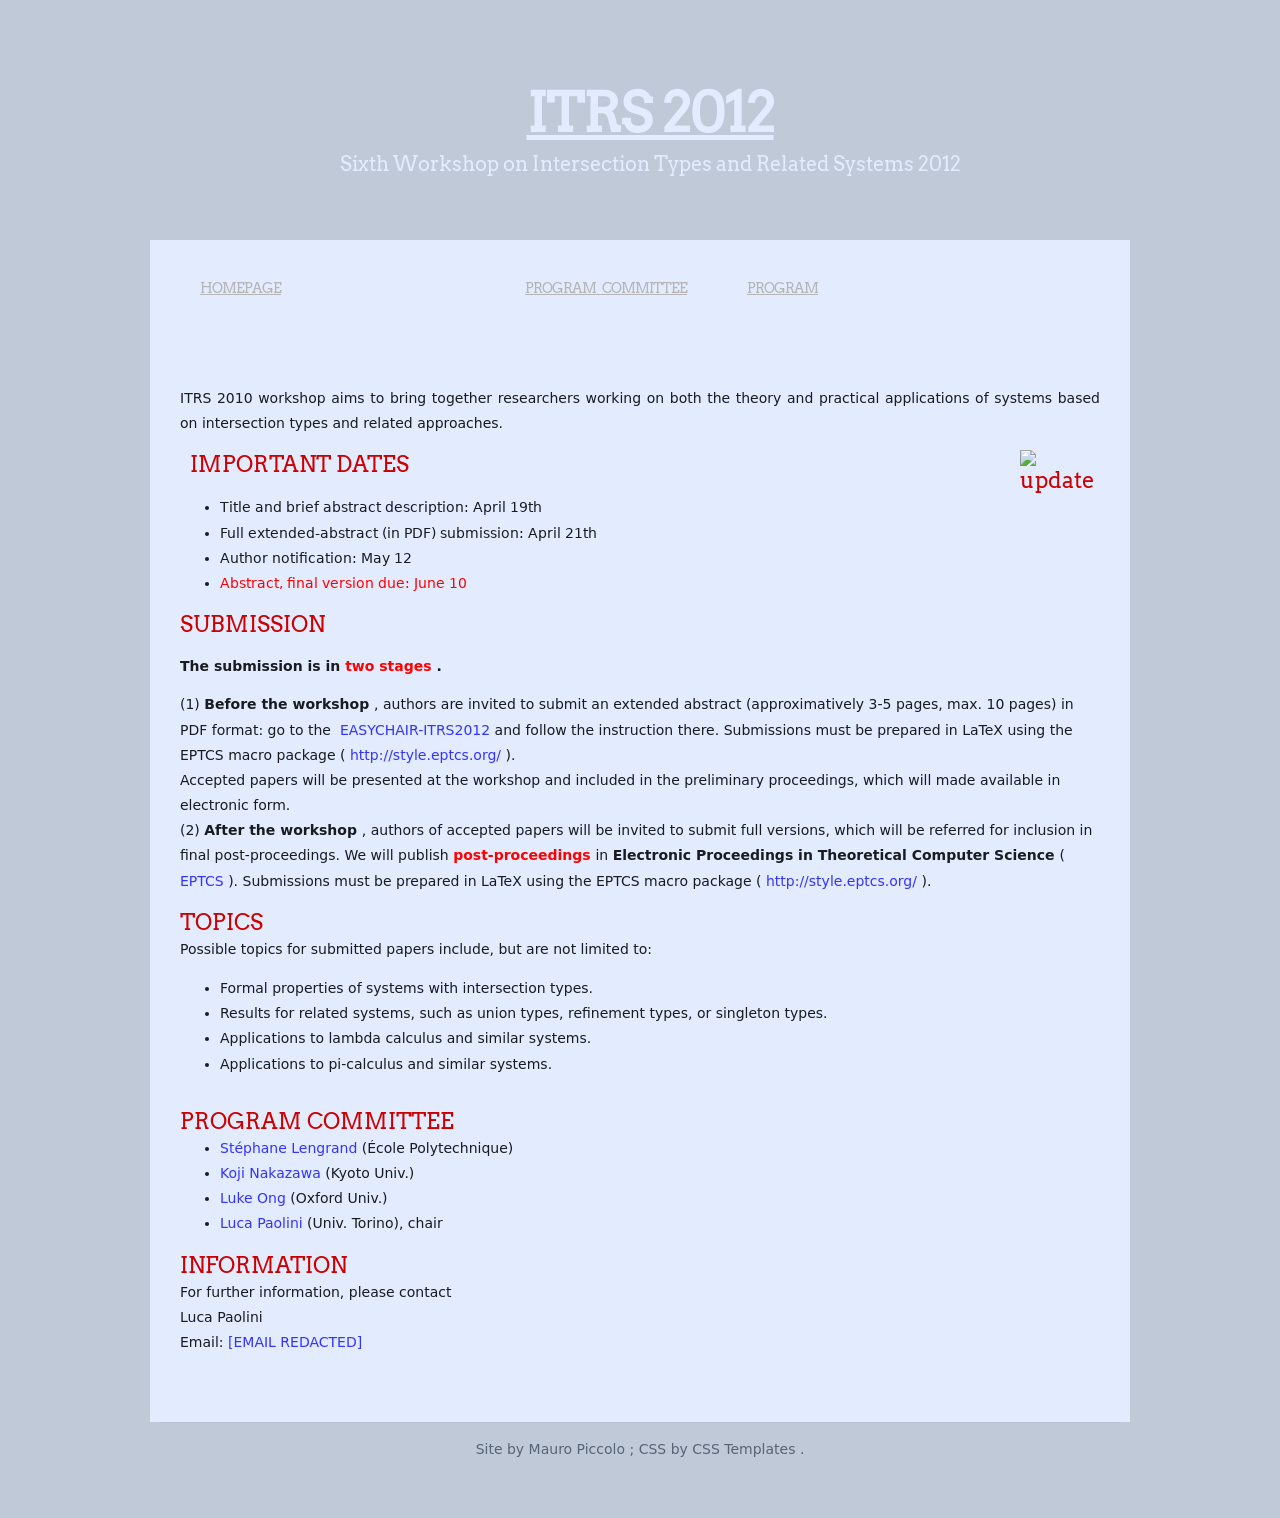 ITRS 2012
Sixth Workshop on Intersection Types and Related Systems 2012
HOMEPAGE PROGRAM COMMITTEE PROGRAM
ITRS 2010 workshop aims to bring together researchers working on both the theory and practical applications of systems based
on intersection types and related approaches.
IMPORTANT DATES
update
• Title and brief abstract description: April 19th
• Full extended-abstract (in PDF) submission: April 21th
• Author notification: May 12
• Abstract, final version due: June 10
SUBMISSION
The submission is in two stages .
(1) Before the workshop , authors are invited to submit an extended abstract (approximatively 3-5 pages, max. 10 pages) in
PDF format: go to the EASYCHAIR-ITRS2012 and follow the instruction there. Submissions must be prepared in LaTeX using the
EPTCS macro package ( http://style.eptcs.org/ ).
Accepted papers will be presented at the workshop and included in the preliminary proceedings, which will made available in
electronic form.
(2) After the workshop , authors of accepted papers will be invited to submit full versions, which will be referred for inclusion in
final post-proceedings. We will publish post-proceedings in Electronic Proceedings in Theoretical Computer Science (
EPTCS ). Submissions must be prepared in LaTeX using the EPTCS macro package ( http://style.eptcs.org/ ).
TOPICS
Possible topics for submitted papers include, but are not limited to:
• Formal properties of systems with intersection types.
• Results for related systems, such as union types, refinement types, or singleton types.
• Applications to lambda calculus and similar systems.
• Applications to pi-calculus and similar systems.
PROGRAM COMMITTEE
• Stéphane Lengrand (École Polytechnique)
• Koji Nakazawa (Kyoto Univ.)
• Luke Ong (Oxford Univ.)
• Luca Paolini (Univ. Torino), chair
INFORMATION
For further information, please contact
Luca Paolini
Email: [EMAIL REDACTED]
Site by Mauro Piccolo ; CSS by CSS Templates .